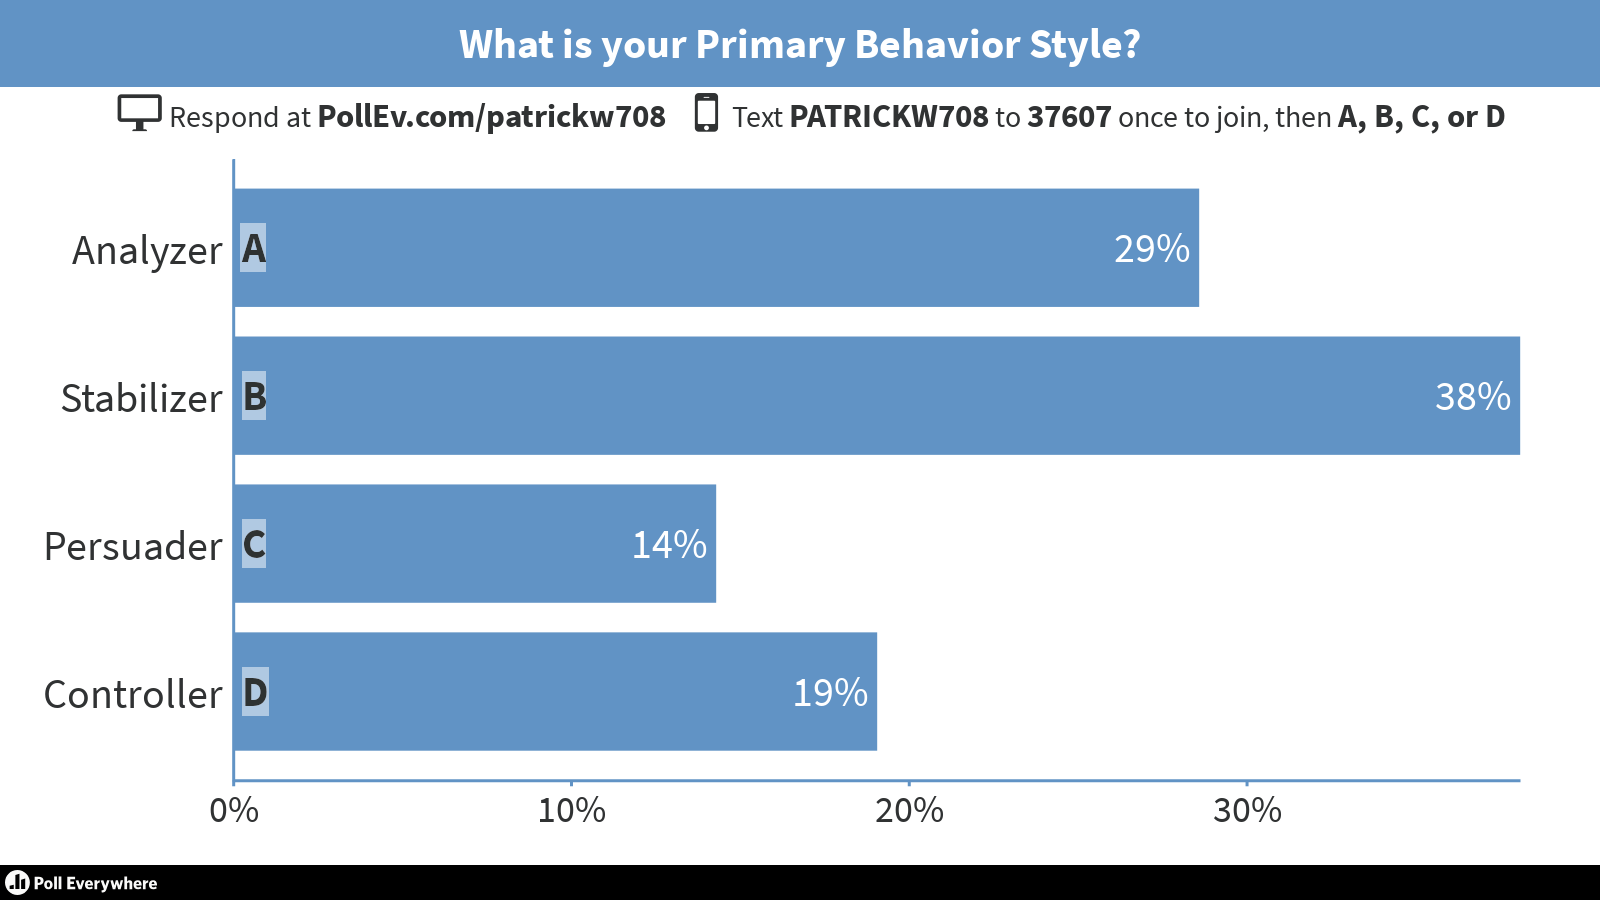 What is your Primary Behavior Style?
Respond at PollEv.com/patrickw708 Text PATRICKW708 to 37607 once to join, then A, B, C, or D
Analyzer A 29%
Stabilizer B 38%
Persuader C 14%
Controller D 19%
0% 10% 20% 30%
Poll Everywhere